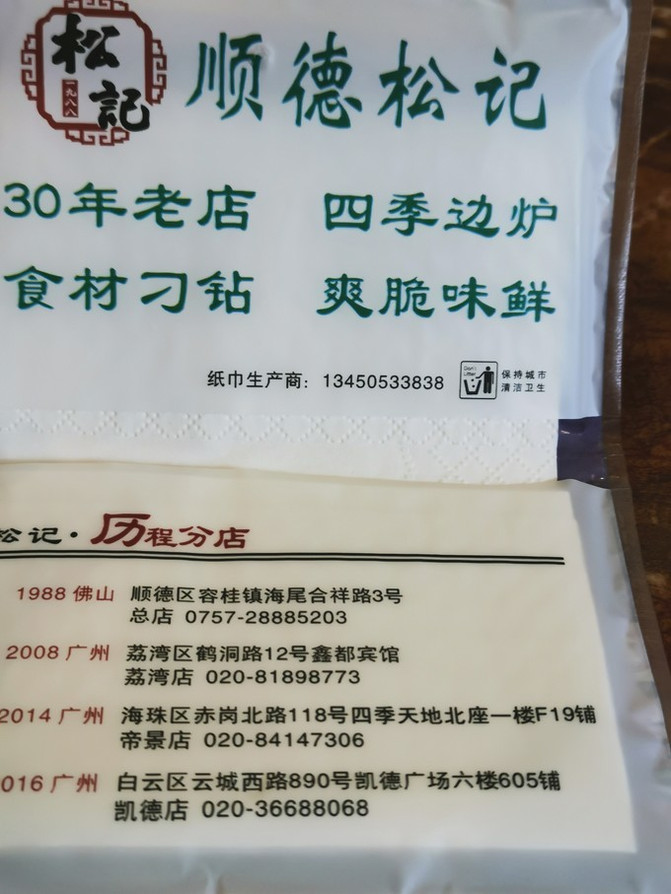 松記
一九八八
顺德松记
30年老店 四季边炉
食材刁钻 爽脆味鲜
纸巾生产商：13450533838
保持城市
清洁卫生
松记·历程分店
1988 佛山 顺德区容桂镇海尾合祥路3号
总店 0757-28885203
2008 广州 荔湾区鹤洞路12号鑫都宾馆
荔湾店 020-81898773
2014 广州 海珠区赤岗北路118号四季天地北座一楼F19铺
帝景店 020-84147306
016 广州 白云区云城西路890号凯德广场六楼605铺
凯德店 020-36688068